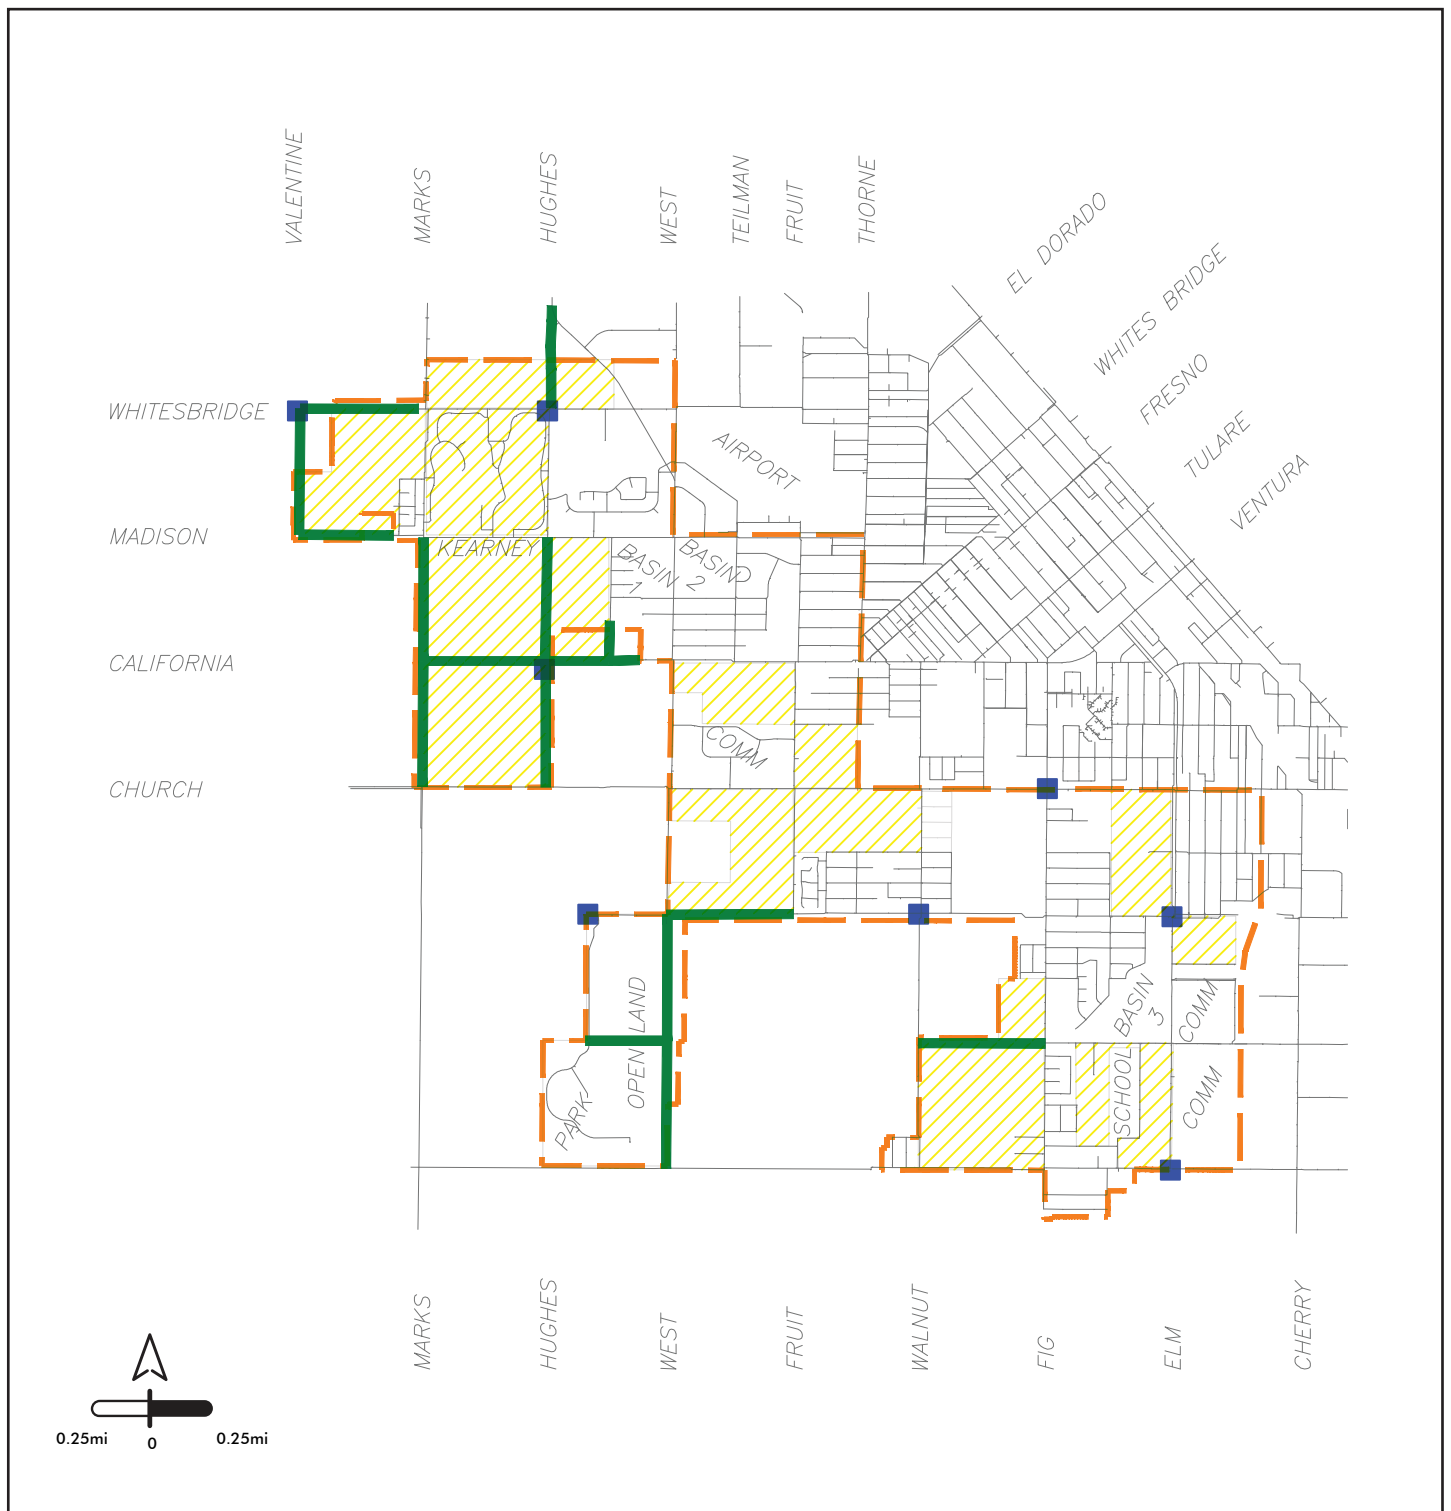 VALENTINE
MARKS
HUGHES
WEST
TEILMAN
FRUIT
THORNE
EL DORADO
WHITES BRIDGE
FRESNO
TULARE
VENTURA
WHITESBRIDGE
MADISON
CALIFORNIA
CHURCH
AIRPORT
KEARNEY
BASIN
1
BASIN
2
COMM
OPEN LAND
PARK
BASIN
3
COMM
SCHOOL
COMM
MARKS
HUGHES
WEST
FRUIT
WALNUT
FIG
ELM
CHERRY
0.25mi
0
0.25mi